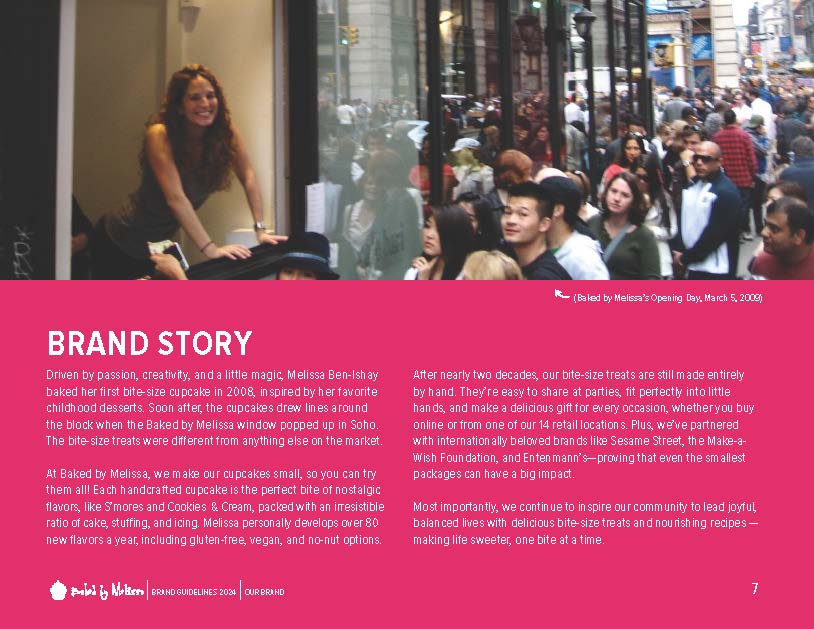 (Baked by Melissa's Opening Day, March 5, 2009)
BRAND STORY
Driven by passion, creativity, and a little magic, Melissa Ben-Ishay
baked her first bite-size cupcake in 2008, inspired by her favorite
childhood desserts. Soon after, the cupcakes drew lines around
the block when the Baked by Melissa window popped up in Soho.
The bite-size treats were different from anything else on the market.
At Baked by Melissa, we make our cupcakes small, so you can try
them all! Each handcrafted cupcake is the perfect bite of nostalgic
flavors, like S'mores and Cookies & Cream, packed with an irresistible
ratio of cake, stuffing, and icing. Melissa personally develops over 80
new flavors a year, including gluten-free, vegan, and no-nut options.
After nearly two decades, our bite-size treats are still made entirely
by hand. They're easy to share at parties, fit perfectly into little
hands, and make a delicious gift for every occasion, whether you buy
online or from one of our 14 retail locations. Plus, we've partnered
with internationally beloved brands like Sesame Street, the Make-a-
Wish Foundation, and Entenmann's—proving that even the smallest
packages can have a big impact.
Most importantly, we continue to inspire our community to lead joyful,
balanced lives with delicious bite-size treats and nourishing recipes —
making life sweeter, one bite at a time.
Baked by Melissa | BRAND GUIDELINES 2024 | OUR BRAND
7